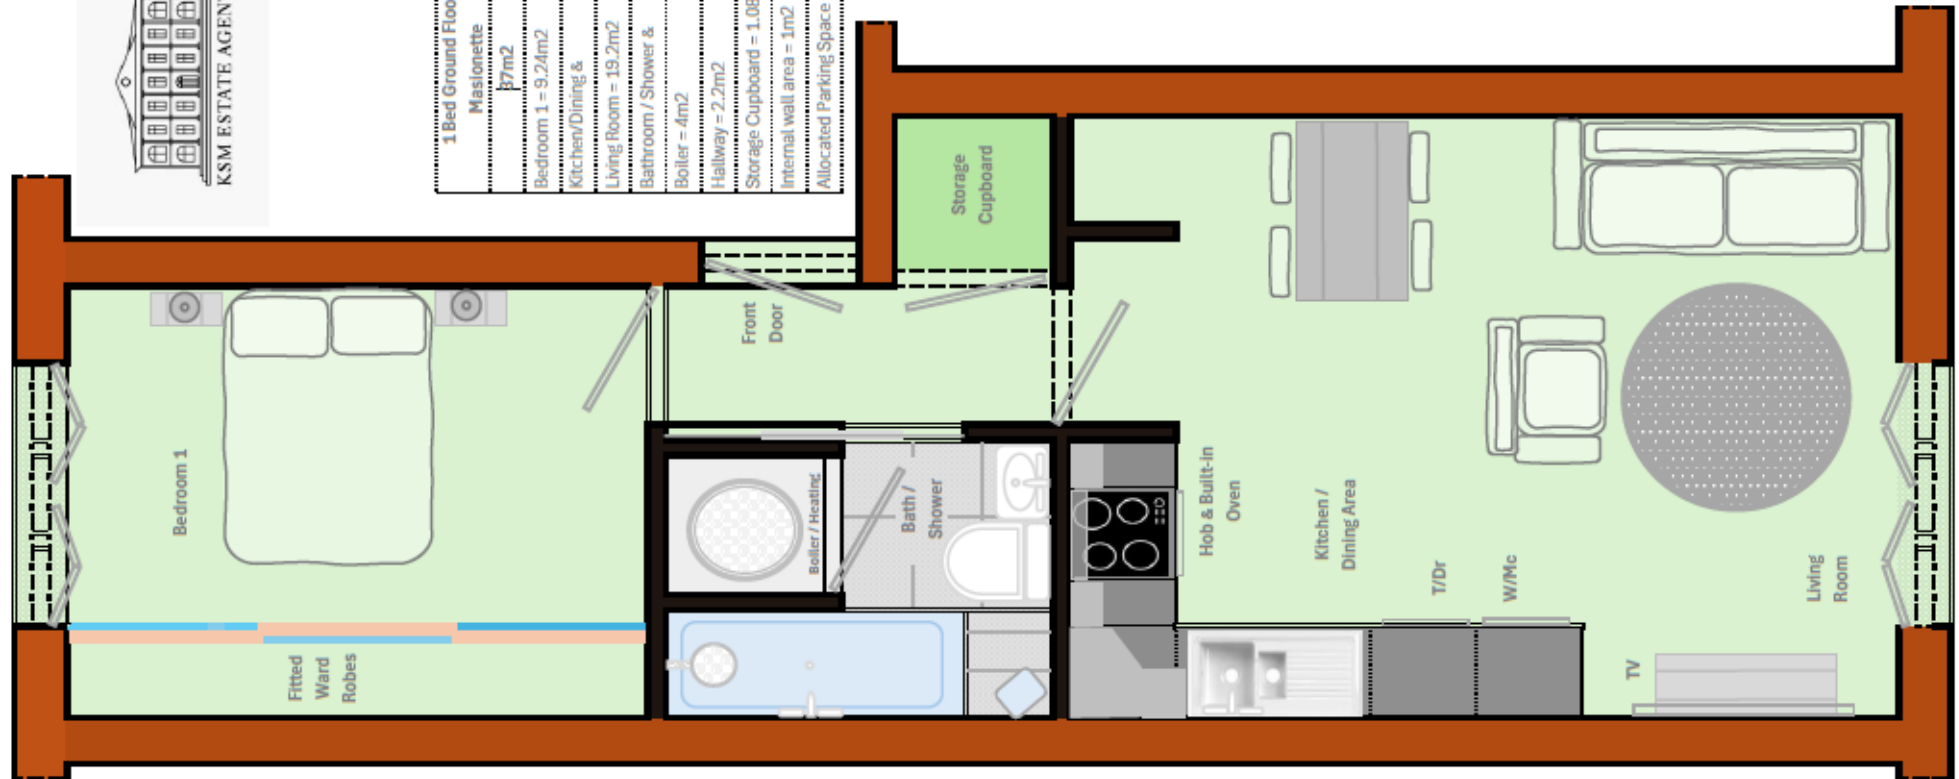 KSM ESTATE AGEN
1 Bed Ground Floo
Masionette
37m2
Bedroom 1 = 9.24m2
Kitchen/Dining &
Living Room = 19.2m2
Bathroom / Shower &
Boiler = 4m2
Hallway = 2.2m2
Storage Cupboard = 1.08
Internal wall area = 1m2
Allocated Parking Space
Storage
Cupboard
Front
Door
Bedroom 1
Fitted
Ward
Robes
Boiler / Heating
Bath /
Shower
Hob & Built-in
Oven
Kitchen /
Dining Area
T/Dr
W/Mc
TV
Living
Room